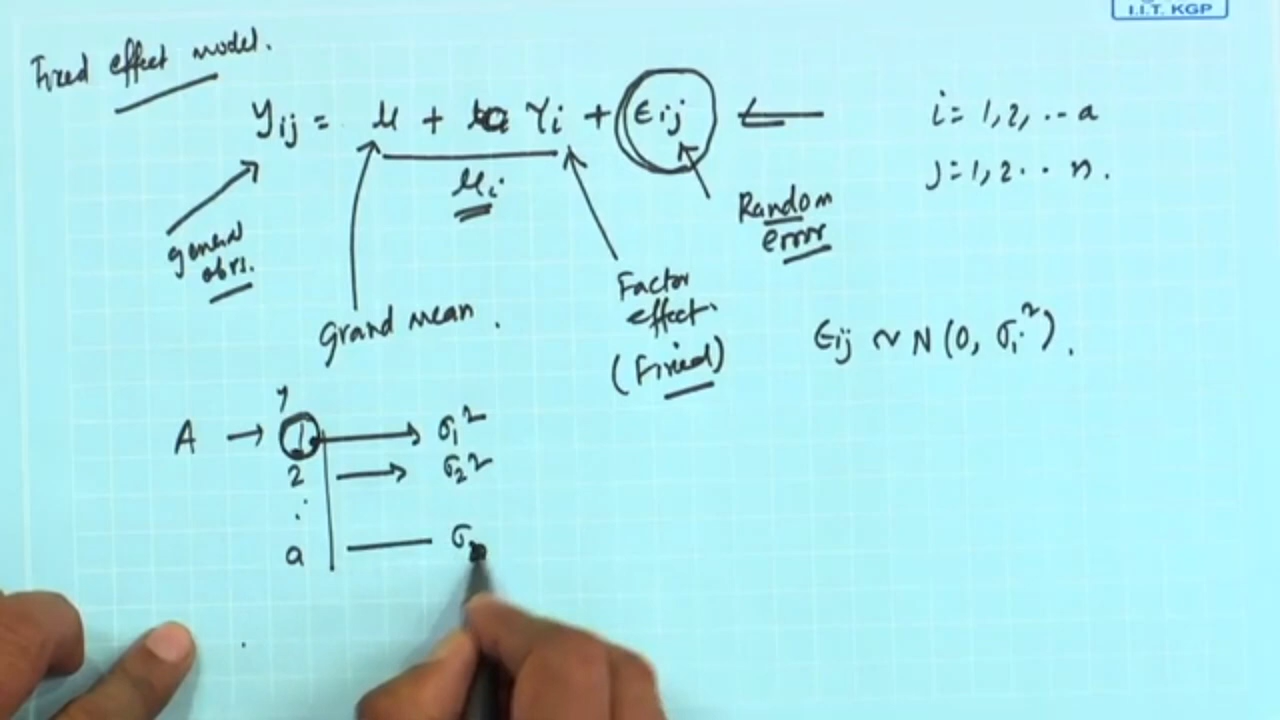 I.I.T. KGP
Fixed effect model.
yij = μ + τi + εij ←
i = 1, 2, ·· a
j = 1, 2 ·· n.
μi
general
obs.
Grand mean.
Factor
effect.
(Fixed)
Random
error
εij ~ N(0, σi²).
A → 1 → σ1²
2 → σ2²
:
a — σ